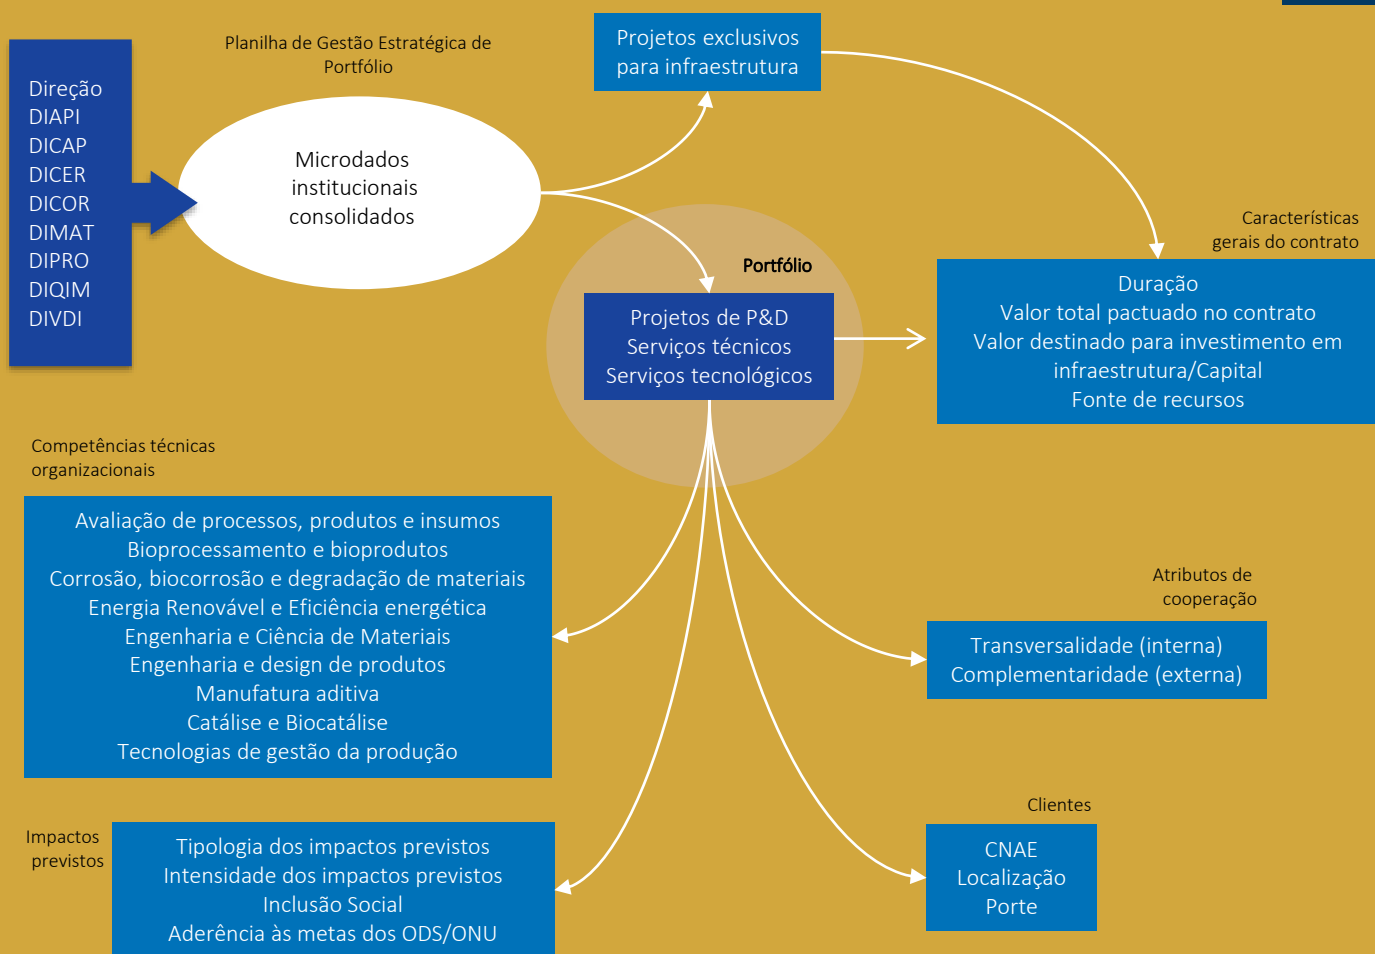 Planilha de Gestão Estratégica de
Portfólio
Direção
DIAPI
DICAP
DICER
DICOR
DIMAT
DIPRO
DIQIM
DIVDI
Microdados
institucionais
consolidados
Projetos exclusivos
para infraestrutura
Portfólio
Projetos de P&D
Serviços técnicos
Serviços tecnológicos
Características
gerais do contrato
Duração
Valor total pactuado no contrato
Valor destinado para investimento em
infraestrutura/Capital
Fonte de recursos
Competências técnicas
organizacionais
Avaliação de processos, produtos e insumos
Bioprocessamento e bioprodutos
Corrosão, biocorrosão e degradação de materiais
Energia Renovável e Eficiência energética
Engenharia e Ciência de Materiais
Engenharia e design de produtos
Manufatura aditiva
Catálise e Biocatálise
Tecnologias de gestão da produção
Atributos de
cooperação
Transversalidade (interna)
Complementaridade (externa)
Impactos
previstos
Tipologia dos impactos previstos
Intensidade dos impactos previstos
Inclusão Social
Aderência às metas dos ODS/ONU
Clientes
CNAE
Localização
Porte